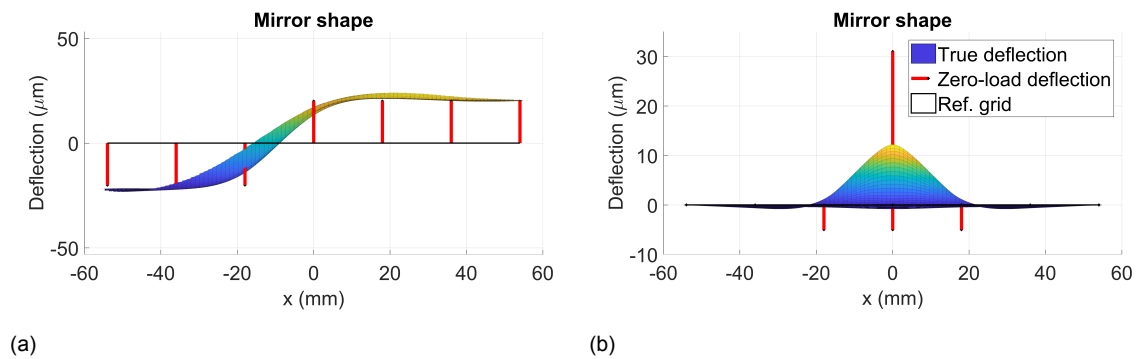 Mirror shape
50
0
-50
Deflection (μm)
-60 -40 -20 0 20 40 60
x (mm)
(a)
Mirror shape
True deflection
Zero-load deflection
Ref. grid
30
20
10
0
-10
Deflection (μm)
-60 -40 -20 0 20 40 60
x (mm)
(b)